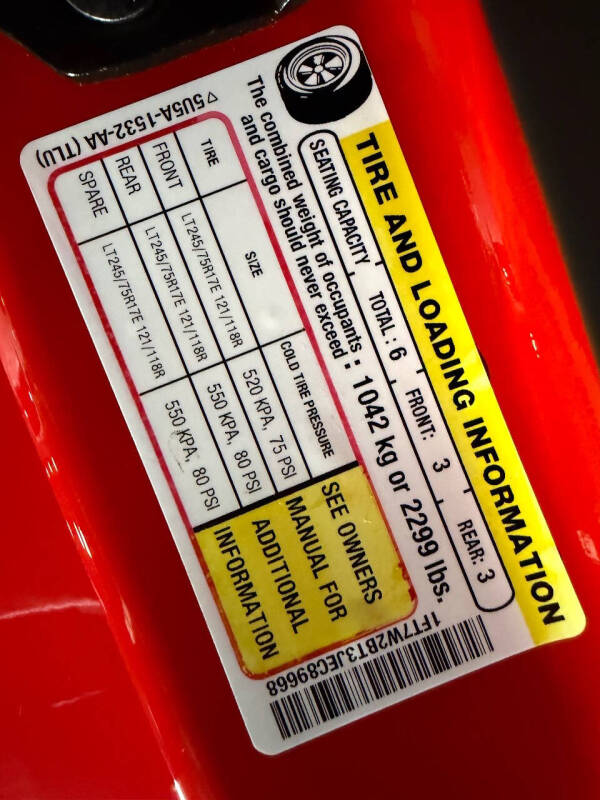 TIRE AND LOADING INFORMATION
SEATING CAPACITY TOTAL: 6 FRONT: 3 REAR: 3
The combined weight of occupants : 1042 kg or 2299 lbs.
and cargo should never exceed
TIRE SIZE COLD TIRE PRESSURE
FRONT LT245/75R17E 121/118R 520 KPA, 75 PSI
REAR LT245/75R17E 121/118R 550 KPA, 80 PSI
SPARE LT245/75R17E 121/118R 550 KPA, 80 PSI
SEE OWNERS
MANUAL FOR
ADDITIONAL
INFORMATION
5U5A-1532-AA (TLU)
1FT7W2BT3JEC89668